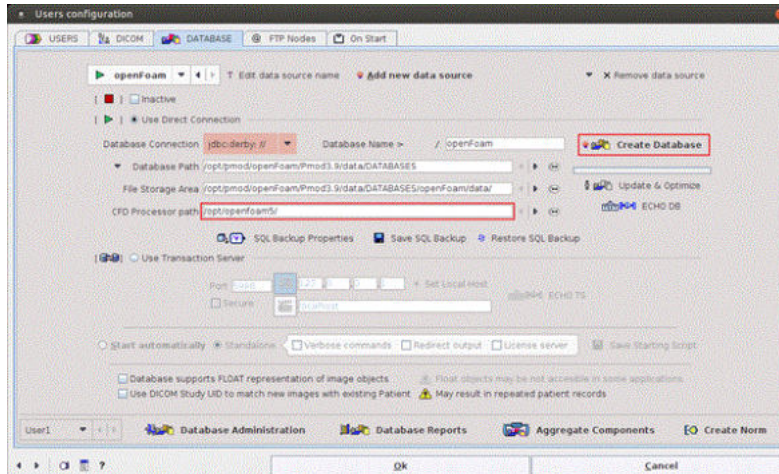 Users configuration
USERS DICOM DATABASE @ FTP Nodes On Start
openFoam T Edit data source name Add new data source X Remove data source
[ ] Inactive
[ ] Use Direct Connection
Database Connection jdbc:derby:// Database Name > / openFoam Create Database
Database Path /opt/pmod/openFoam/Pmod3.9/data/DATABASES
File Storage Area /opt/pmod/openFoam/Pmod3.9/data/DATABASES/openFoam/data/ Update & Optimize
CFD Processor path /opt/openfoam5/ ECHO DB
SQL Backup Properties Save SQL Backup Restore SQL Backup
[ ] Use Transaction Server
Port 5998 127 0 0 1 + Set Local Host
Secure localhost ECHO TS
Start automatically Standalone Verbose commands Redirect output License server Save Starting Script
Database supports FLOAT representation of image objects Float objects may be not accessible in some applications
Use DICOM Study UID to match new images with existing Patient May result in repeated patient records
User1 Database Administration Database Reports Aggregate Components Create Norm
? Ok Cancel